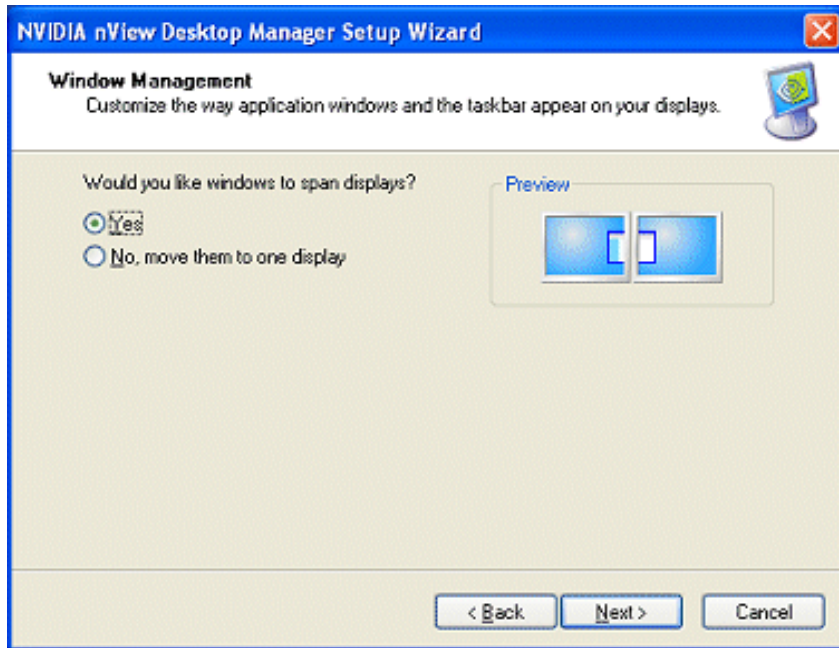 NVIDIA nView Desktop Manager Setup Wizard
Window Management
Customize the way application windows and the taskbar appear on your displays.
Would you like windows to span displays?
Preview
Yes
No, move them to one display
< Back
Next >
Cancel